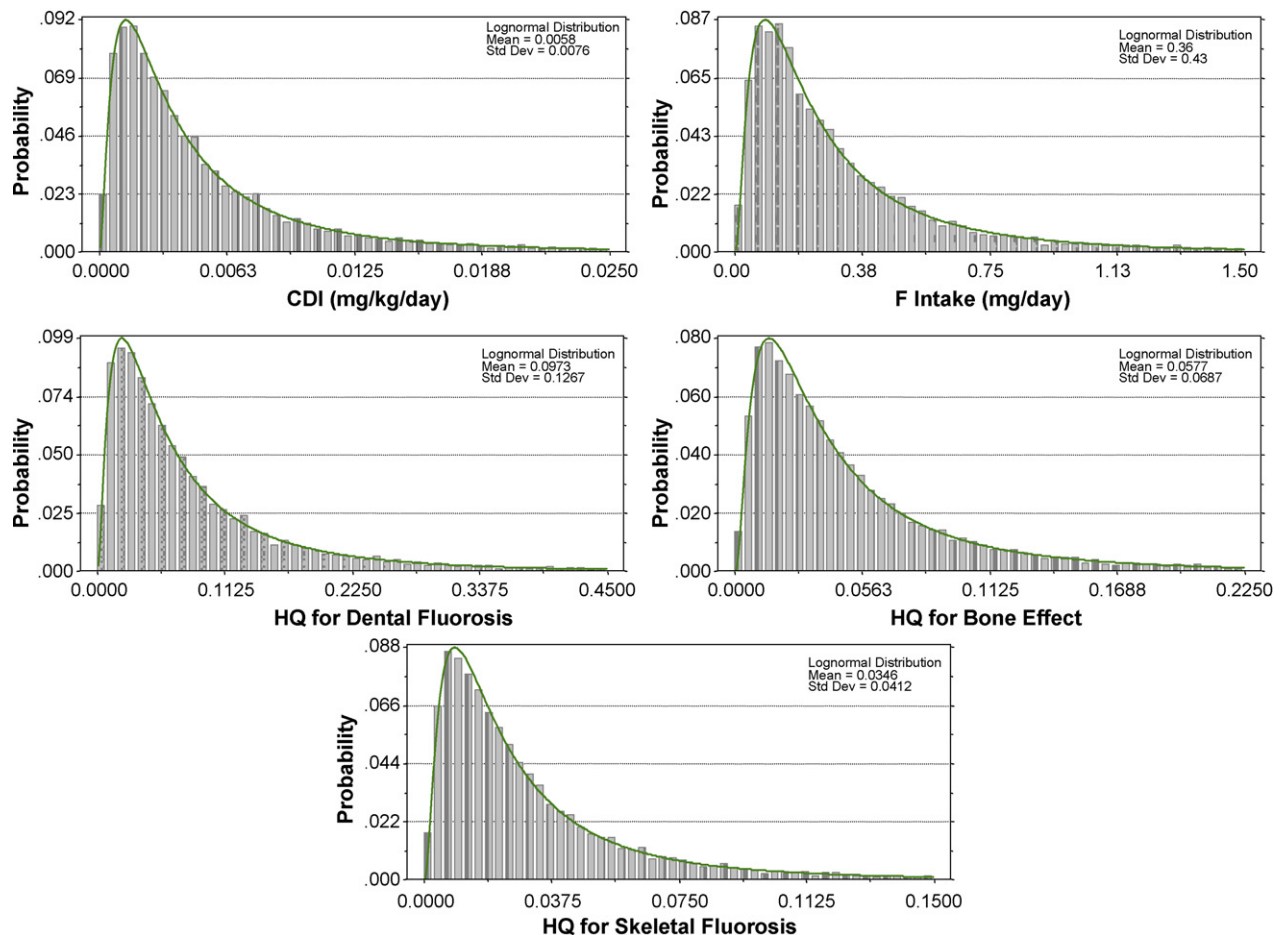 .092
.069
.046
.023
.000
Probability
Lognormal Distribution
Mean = 0.0058
Std Dev = 0.0076
0.0000 0.0063 0.0125 0.0188 0.0250
CDI (mg/kg/day)
.087
.065
.043
.022
.000
Probability
Lognormal Distribution
Mean = 0.36
Std Dev = 0.43
0.00 0.38 0.75 1.13 1.50
F Intake (mg/day)
.099
.074
.050
.025
.000
Probability
Lognormal Distribution
Mean = 0.0973
Std Dev = 0.1267
0.0000 0.1125 0.2250 0.3375 0.4500
HQ for Dental Fluorosis
.080
.060
.040
.020
.000
Probability
Lognormal Distribution
Mean = 0.0577
Std Dev = 0.0687
0.0000 0.0563 0.1125 0.1688 0.2250
HQ for Bone Effect
.088
.066
.044
.022
.000
Probability
Lognormal Distribution
Mean = 0.0346
Std Dev = 0.0412
0.0000 0.0375 0.0750 0.1125 0.1500
HQ for Skeletal Fluorosis